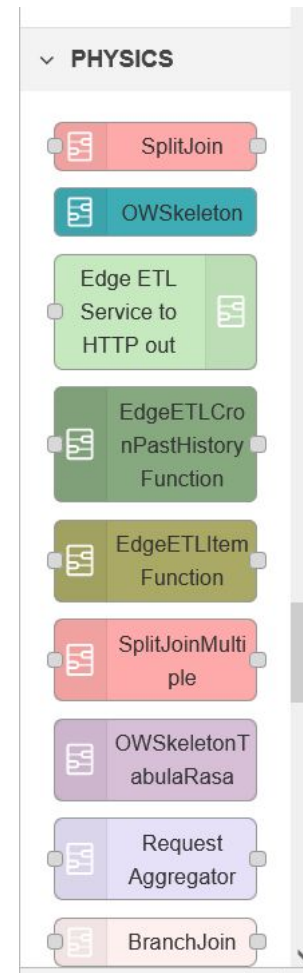 PHYSICS
SplitJoin
OWSkeleton
Edge ETL
Service to
HTTP out
EdgeETLCro
nPastHistory
Function
EdgeETLItem
Function
SplitJoinMulti
ple
OWSkeletonT
abulaRasa
Request
Aggregator
BranchJoin